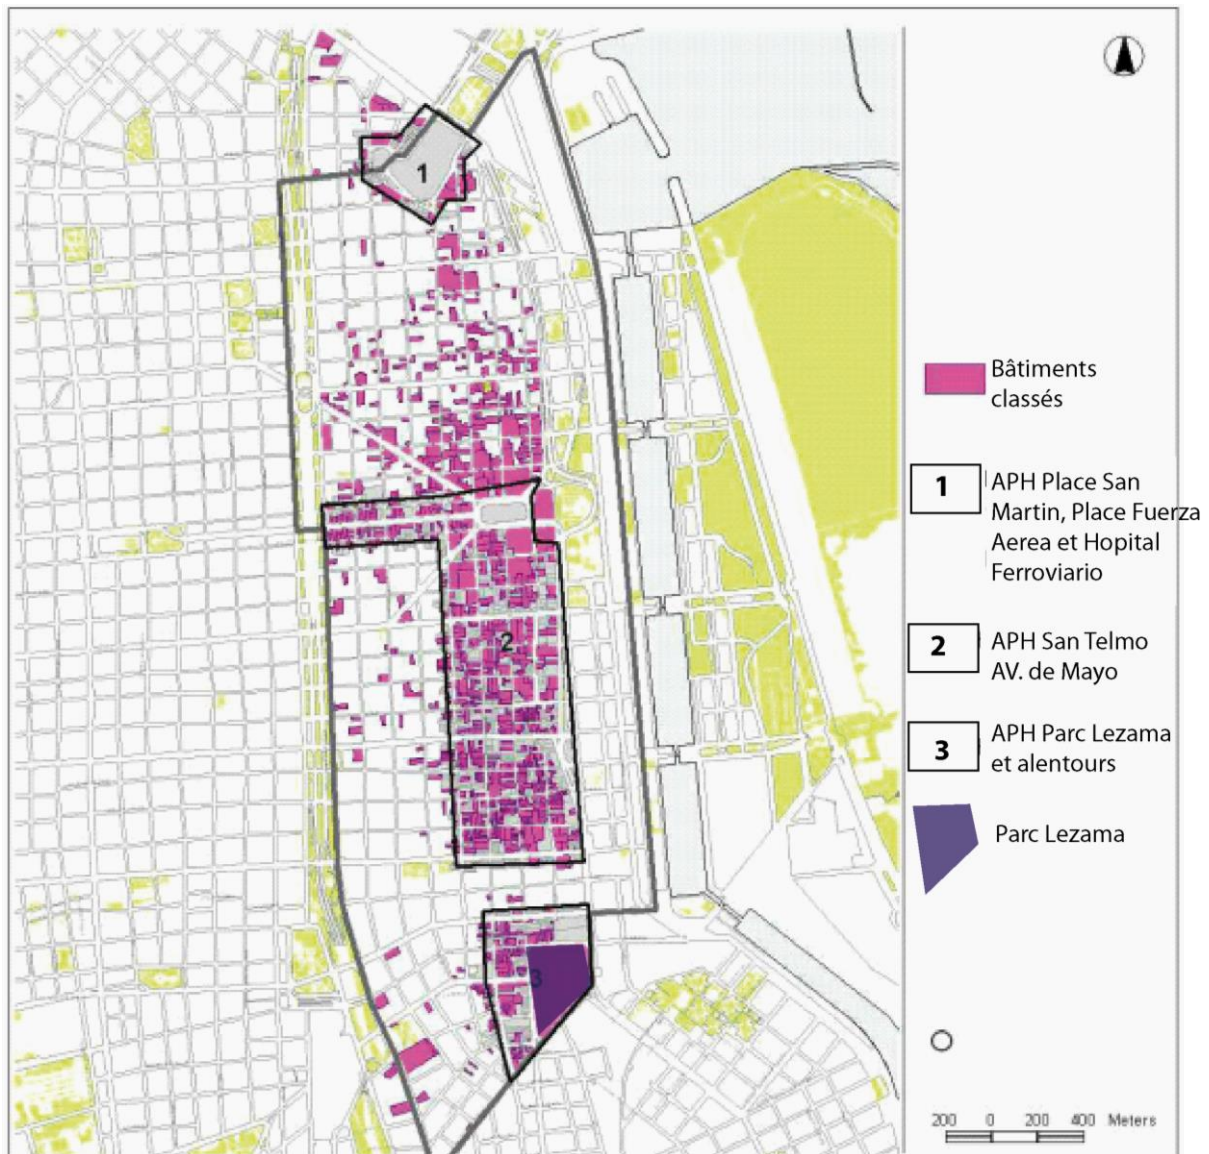 1
2
3
Bâtiments
classés
1
APH Place San
Martin, Place Fuerza
Aerea et Hopital
Ferroviario
2
APH San Telmo
AV. de Mayo
3
APH Parc Lezama
et alentours
Parc Lezama
200 0 200 400 Meters